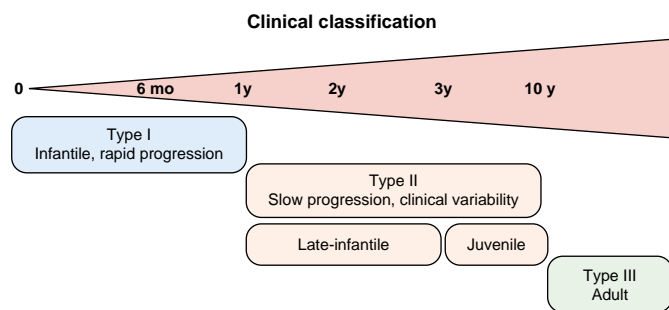 Clinical classification
0 6 mo 1y 2y 3y 10 y
Type I
Infantile, rapid progression
Type II
Slow progression, clinical variability
Late-infantile Juvenile
Type III
Adult